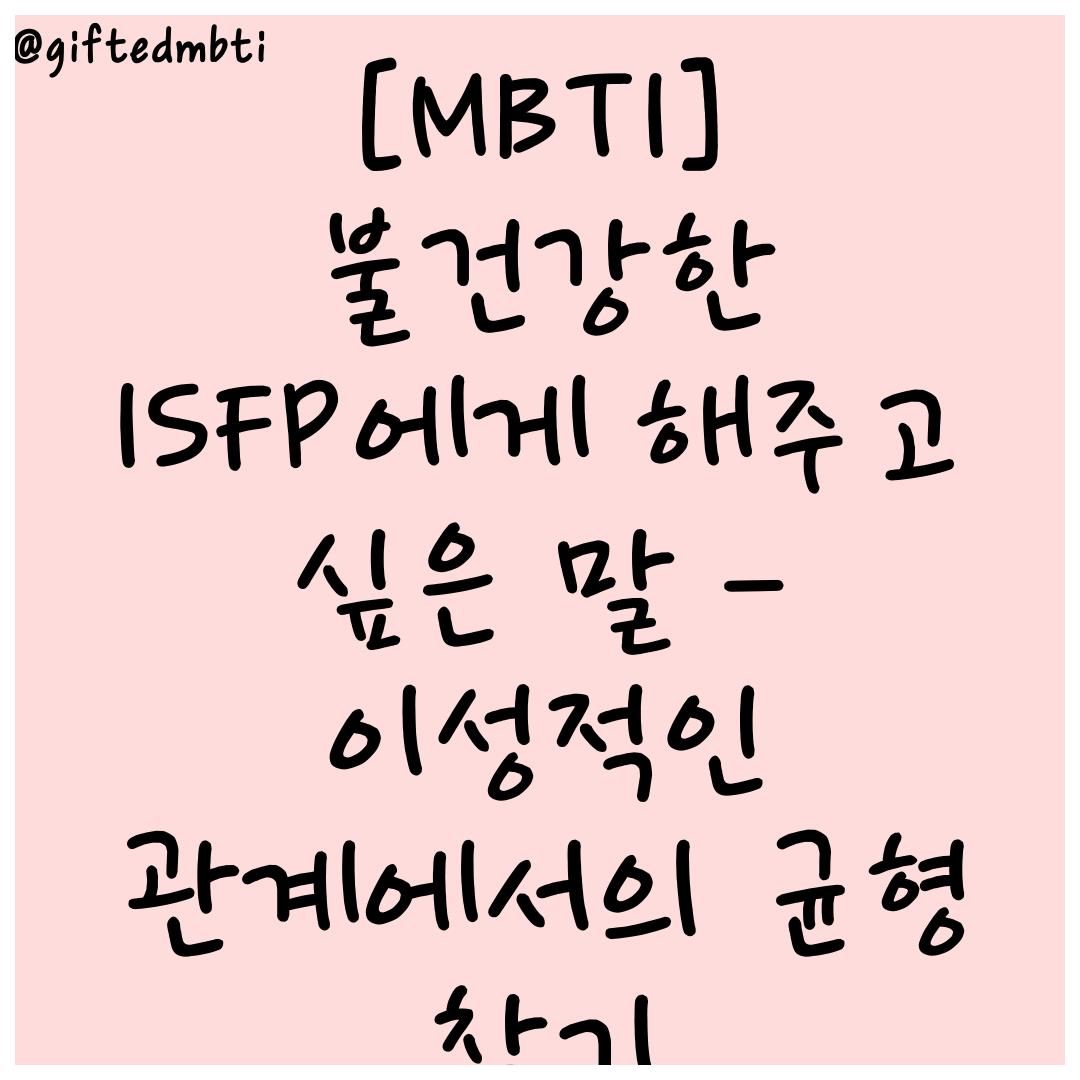 @giftedmbti
[MBTI]
불건강한
ISFP에게 해주고
싶은 말 -
이성적인
관계에서의 균형
찾기